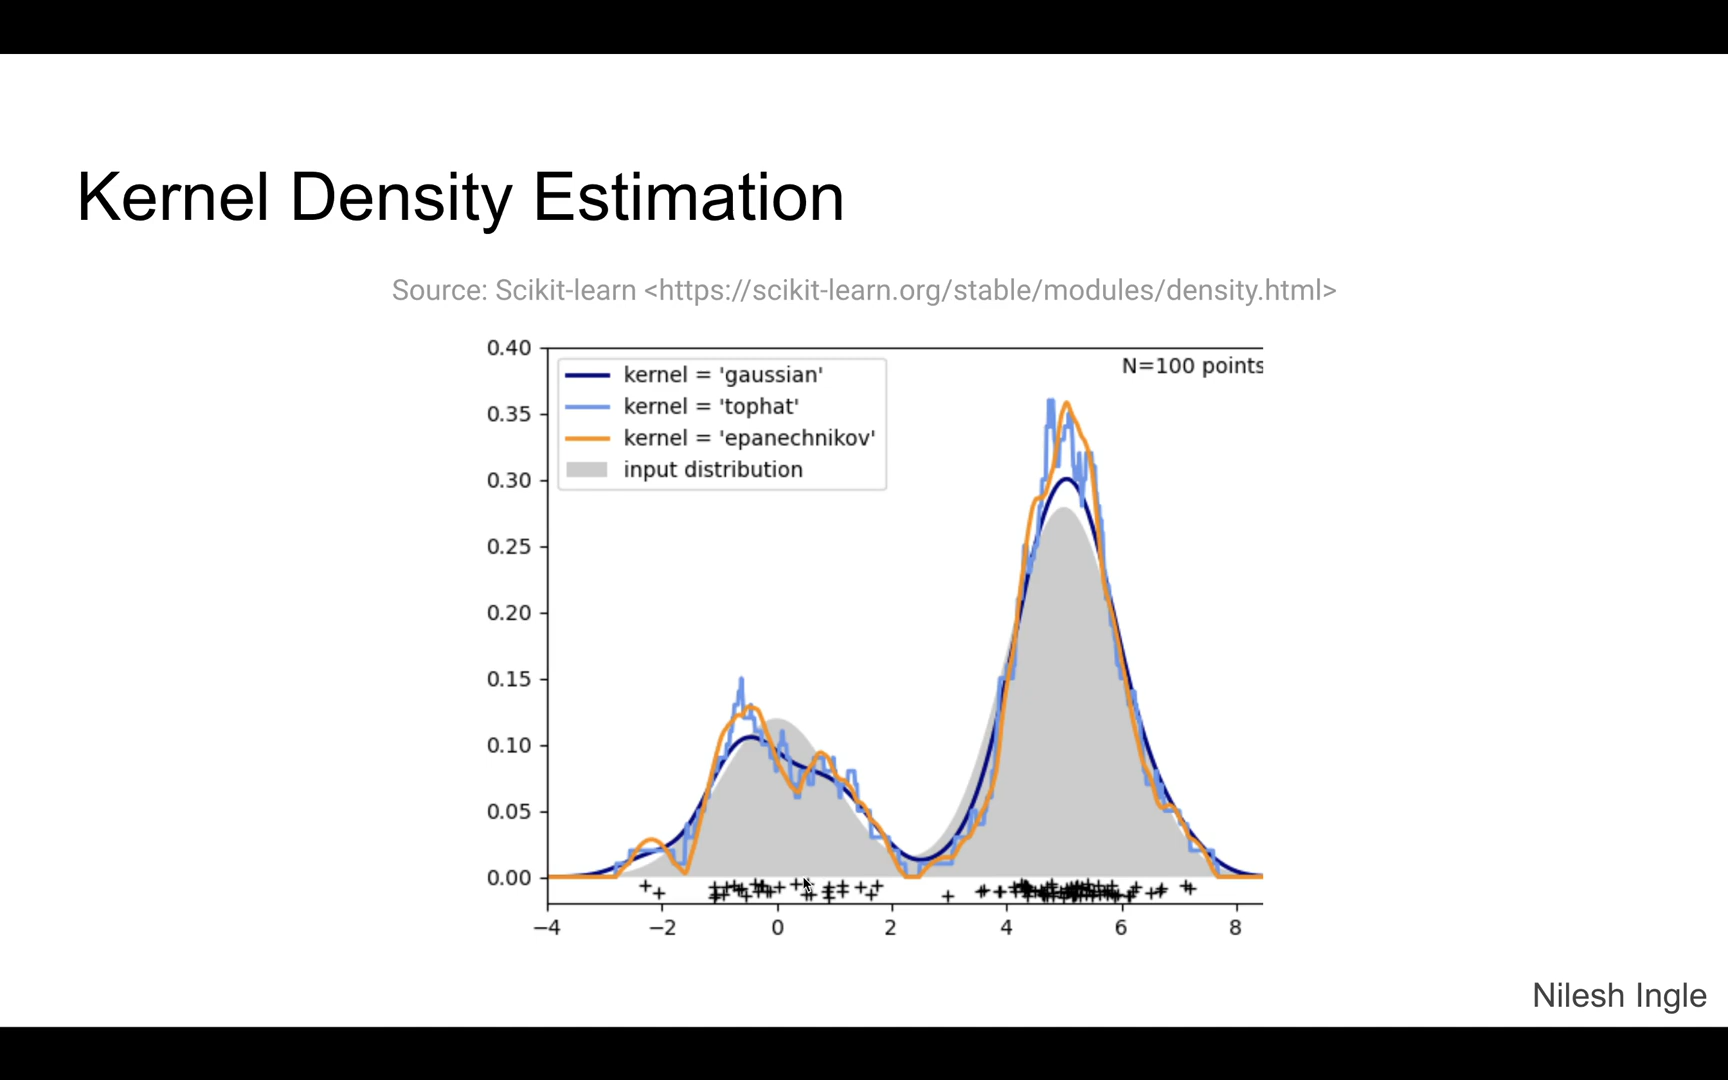 Kernel Density Estimation
Source: Scikit-learn <https://scikit-learn.org/stable/modules/density.html>
0.40
0.35
0.30
0.25
0.20
0.15
0.10
0.05
0.00
kernel = 'gaussian'
kernel = 'tophat'
kernel = 'epanechnikov'
input distribution
N=100 points
−4 −2 0 2 4 6 8
Nilesh Ingle